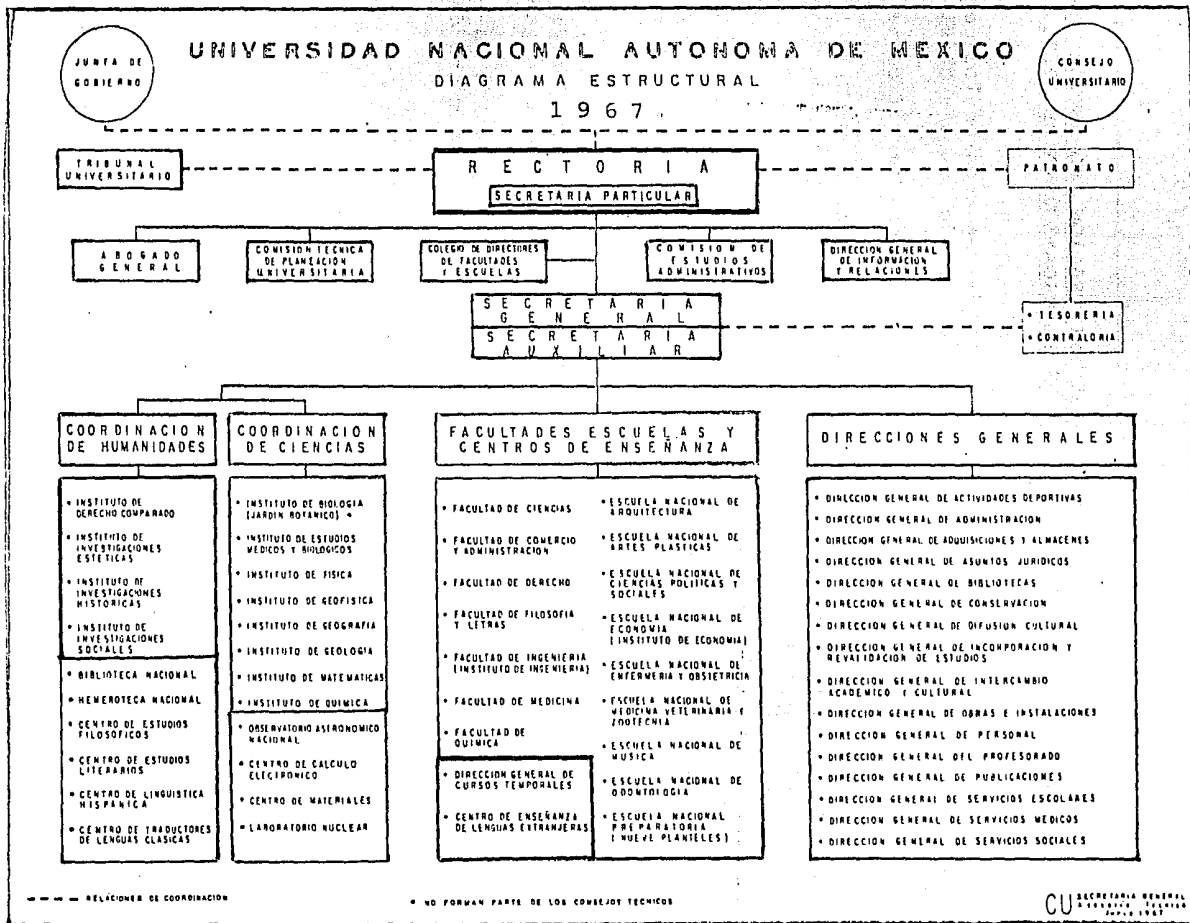 JUNTA DE
GOBIERNO
UNIVERSIDAD NACIONAL AUTONOMA DE MEXICO
DIAGRAMA ESTRUCTURAL
1967
CONSEJO
UNIVERSITARIO
TRIBUNAL
UNIVERSITARIO
RECTORIA
SECRETARIA PARTICULAR
PATRONATO
ABOGADO
GENERAL
COMISION TECNICA
DE PLANEACION
UNIVERSITARIA
COLEGIO DE DIRECTORES
DE FACULTADES
Y ESCUELAS
COMISION DE
ESTUDIOS
ADMINISTRATIVOS
DIRECCION GENERAL
DE INFORMACION
Y RELACIONES
SECRETARIA
GENERAL
SECRETARIA
AUXILIAR
• TESORERIA
• CONTRALORIA
COORDINACION
DE HUMANIDADES
• INSTITUTO DE
DERECHO COMPARADO
• INSTITUTO DE
INVESTIGACIONES
ESTETICAS
• INSTITUTO DE
INVESTIGACIONES
HISTORICAS
• INSTITUTO DE
INVESTIGACIONES
SOCIALES
• BIBLIOTECA NACIONAL
• HEMEROTECA NACIONAL
• CENTRO DE ESTUDIOS
FILOSOFICOS
• CENTRO DE ESTUDIOS
LITERARIOS
• CENTRO DE LINGUISTICA
HISPANICA
• CENTRO DE TRADUCTORES
DE LENGUAS CLASICAS
COORDINACION
DE CIENCIAS
• INSTITUTO DE BIOLOGIA
(JARDIN BOTANICO) *
• INSTITUTO DE ESTUDIOS
MEDICOS Y BIOLOGICOS
• INSTITUTO DE FISICA
• INSTITUTO DE GEOFISICA
• INSTITUTO DE GEOGRAFIA
• INSTITUTO DE GEOLOGIA
• INSTITUTO DE MATEMATICAS
• INSTITUTO DE QUIMICA
* OBSERVATORIO ASTRONOMICO
NACIONAL
* CENTRO DE CALCULO
ELECTRONICO
* CENTRO DE MATERIALES
* LABORATORIO NUCLEAR
FACULTADES ESCUELAS Y
CENTROS DE ENSEÑANZA
• FACULTAD DE CIENCIAS
• FACULTAD DE COMERCIO
Y ADMINISTRACION
• FACULTAD DE DERECHO
• FACULTAD DE FILOSOFIA
Y LETRAS
• FACULTAD DE INGENIERIA
(INSTITUTO DE INGENIERIA)
• FACULTAD DE MEDICINA
• FACULTAD DE
QUIMICA
• DIRECCION GENERAL DE
CURSOS TEMPORALES
• CENTRO DE ENSEÑANZA
DE LENGUAS EXTRANJERAS
• ESCUELA NACIONAL DE
ARQUITECTURA
• ESCUELA NACIONAL DE
ARTES PLASTICAS
• ESCUELA NACIONAL DE
CIENCIAS POLITICAS Y
SOCIALES
• ESCUELA NACIONAL DE
ECONOMIA
(INSTITUTO DE ECONOMIA)
• ESCUELA NACIONAL DE
ENFERMERIA Y OBSTETRICIA
• ESCUELA NACIONAL DE
MEDICINA VETERINARIA Y
ZOOTECNIA
• ESCUELA NACIONAL DE
MUSICA
• ESCUELA NACIONAL DE
ODONTOLOGIA
• ESCUELA NACIONAL
PREPARATORIA
(NUEVE PLANTELES)
DIRECCIONES GENERALES
• DIRECCION GENERAL DE ACTIVIDADES DEPORTIVAS
• DIRECCION GENERAL DE ADMINISTRACION
• DIRECCION GENERAL DE ADQUISICIONES Y ALMACENES
• DIRECCION GENERAL DE ASUNTOS JURIDICOS
• DIRECCION GENERAL DE BIBLIOTECAS
• DIRECCION GENERAL DE CONSERVACION
• DIRECCION GENERAL DE DIFUSION CULTURAL
• DIRECCION GENERAL DE INCORPORACION Y
REVALIDACION DE ESTUDIOS
• DIRECCION GENERAL DE INTERCAMBIO
ACADEMICO Y CULTURAL
• DIRECCION GENERAL DE OBRAS E INSTALACIONES
• DIRECCION GENERAL DE PERSONAL
• DIRECCION GENERAL DEL PROFESORADO
• DIRECCION GENERAL DE PUBLICACIONES
• DIRECCION GENERAL DE SERVICIOS ESCOLARES
• DIRECCION GENERAL DE SERVICIOS MEDICOS
• DIRECCION GENERAL DE SERVICIOS SOCIALES
RELACIONES DE COORDINACION
* NO FORMAN PARTE DE LOS CONSEJOS TECNICOS
CU SECRETARIA GENERAL